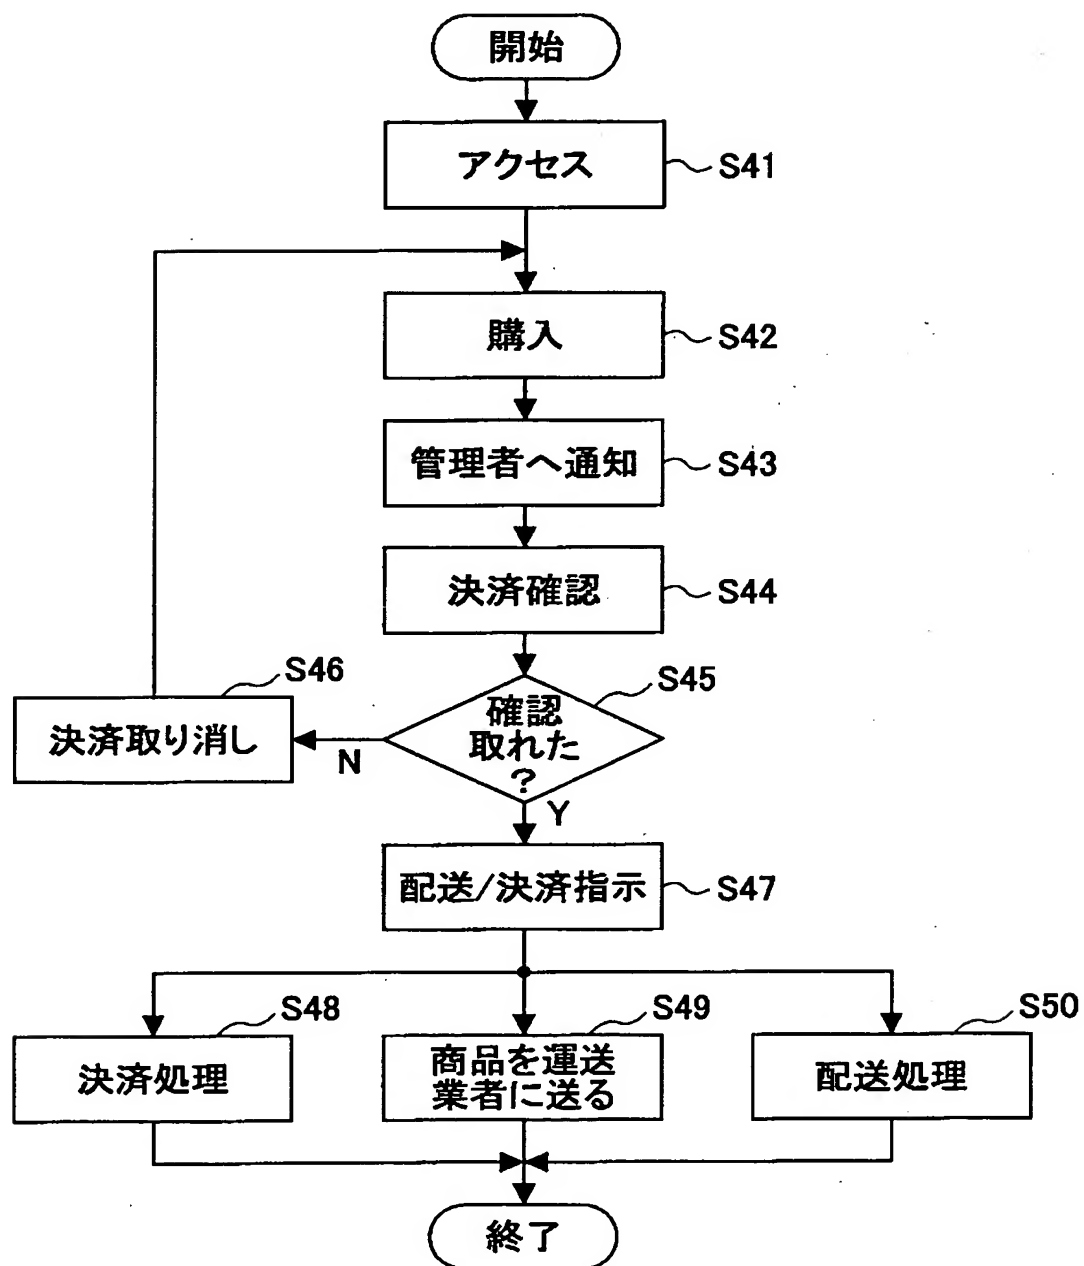 開始
アクセス
S41
購入
S42
管理者へ通知
S43
決済確認
S44
S46
S45
決済取り消し
N
確認
取れた
?
Y
配送/決済指示
S47
S48
S49
S50
決済処理
商品を運送
業者に送る
配送処理
終了